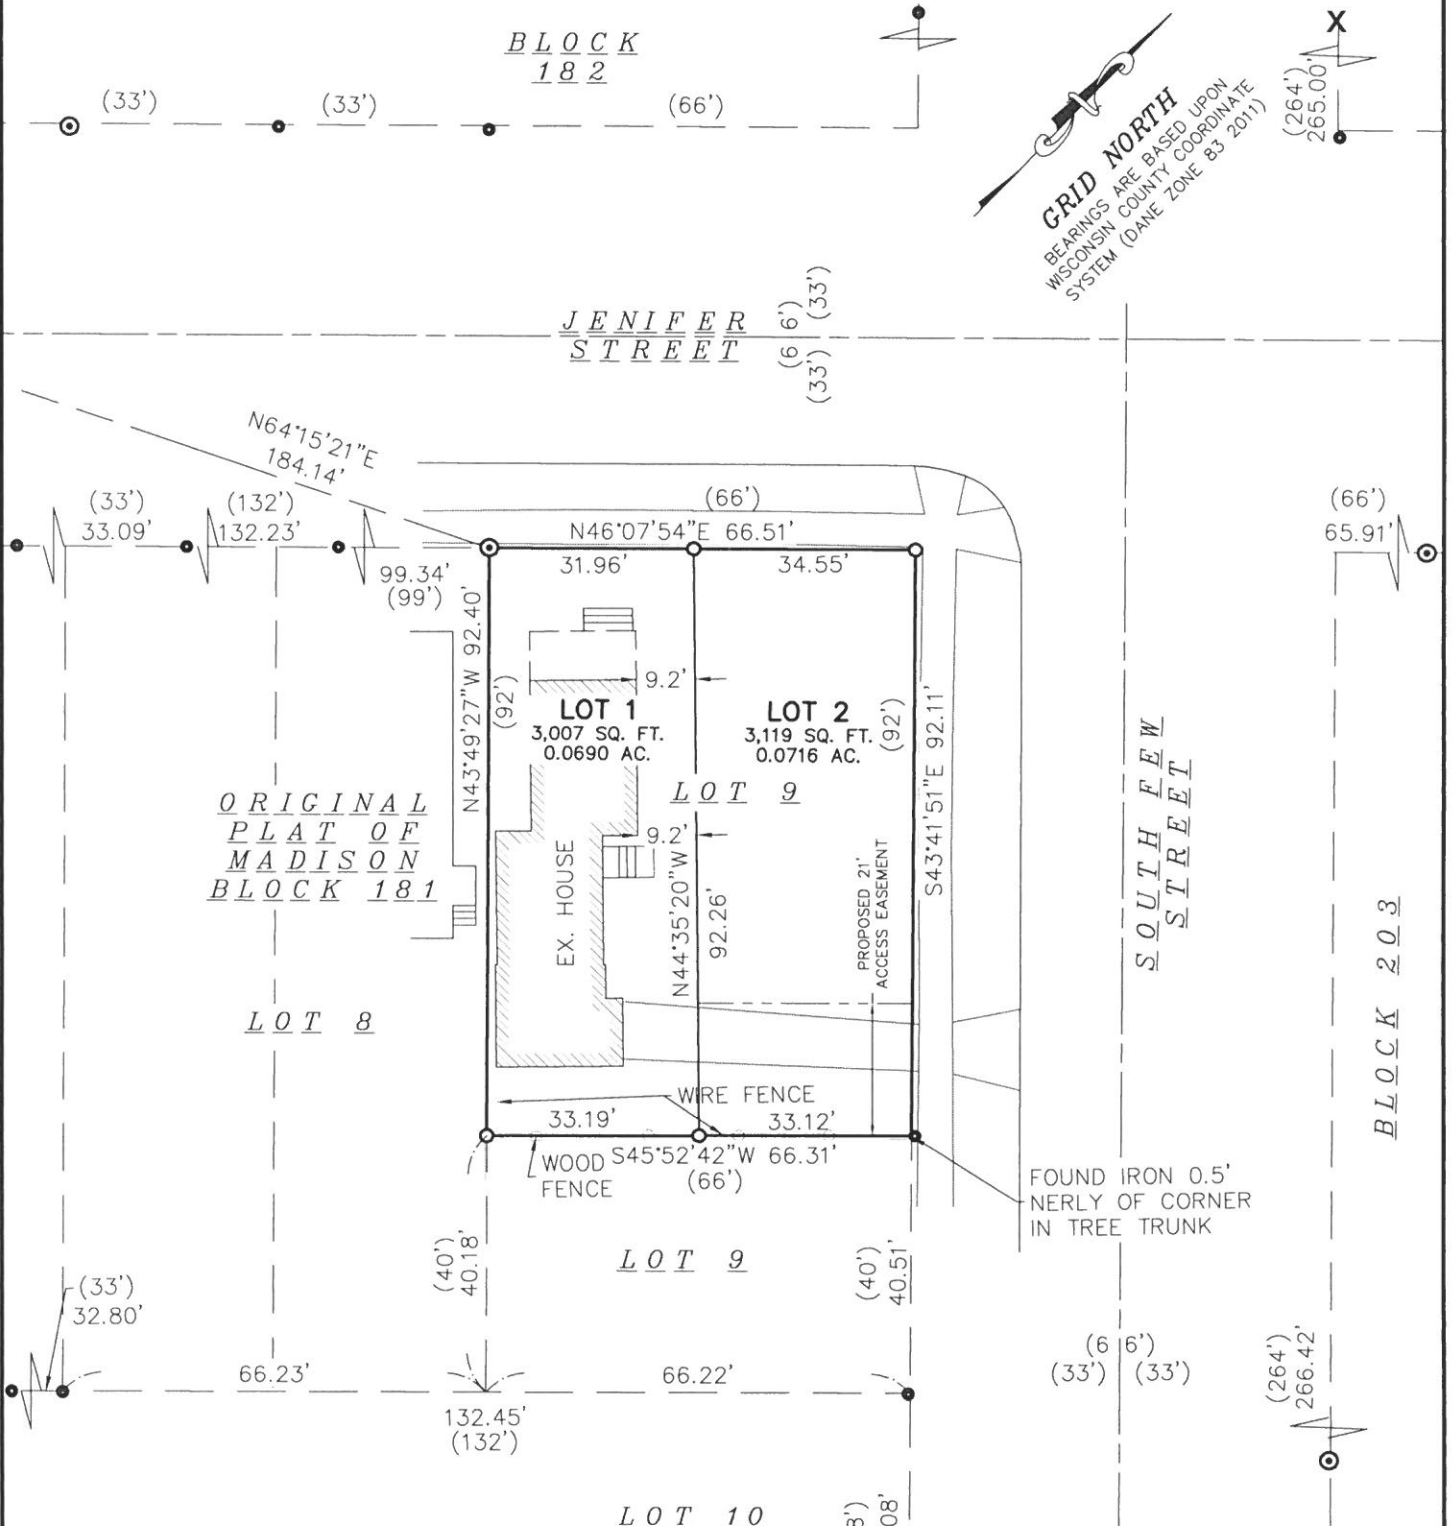 BLOCK
182
(33')
(33')
(66')
X
(264')
265.00'
GRID NORTH
BEARINGS ARE BASED UPON
WISCONSIN COUNTY COORDINATE
SYSTEM (DANE ZONE 83 2011)
JENIFER
STREET
(66')
(33')
(33')
N64°15'21"E
184.14'
(33')
33.09'
(132')
132.23'
99.34'
(99')
(66')
N46°07'54"E 66.51'
31.96'
34.55'
(66')
65.91'
N43°49'27"W 92.40'
(92')
9.2'
LOT 1
3,007 SQ. FT.
0.0690 AC.
LOT 2
3,119 SQ. FT.
0.0716 AC.
(92')
S43°41'51"E 92.11'
LOT 9
9.2'
ORIGINAL
PLAT OF
MADISON
BLOCK 181
EX. HOUSE
N44°35'20"W
92.26'
PROPOSED 21'
ACCESS EASEMENT
SOUTH FEW
STREET
BLOCK 203
LOT 8
WIRE FENCE
33.19'
33.12'
S45°52'42"W 66.31'
(66')
WOOD
FENCE
FOUND IRON 0.5'
NERLY OF CORNER
IN TREE TRUNK
(40')
40.18'
LOT 9
(40')
40.51'
(33')
32.80'
66.23'
66.22'
132.45'
(132')
(66')
(33') (33')
(264')
266.42'
LOT 10
8')
08'